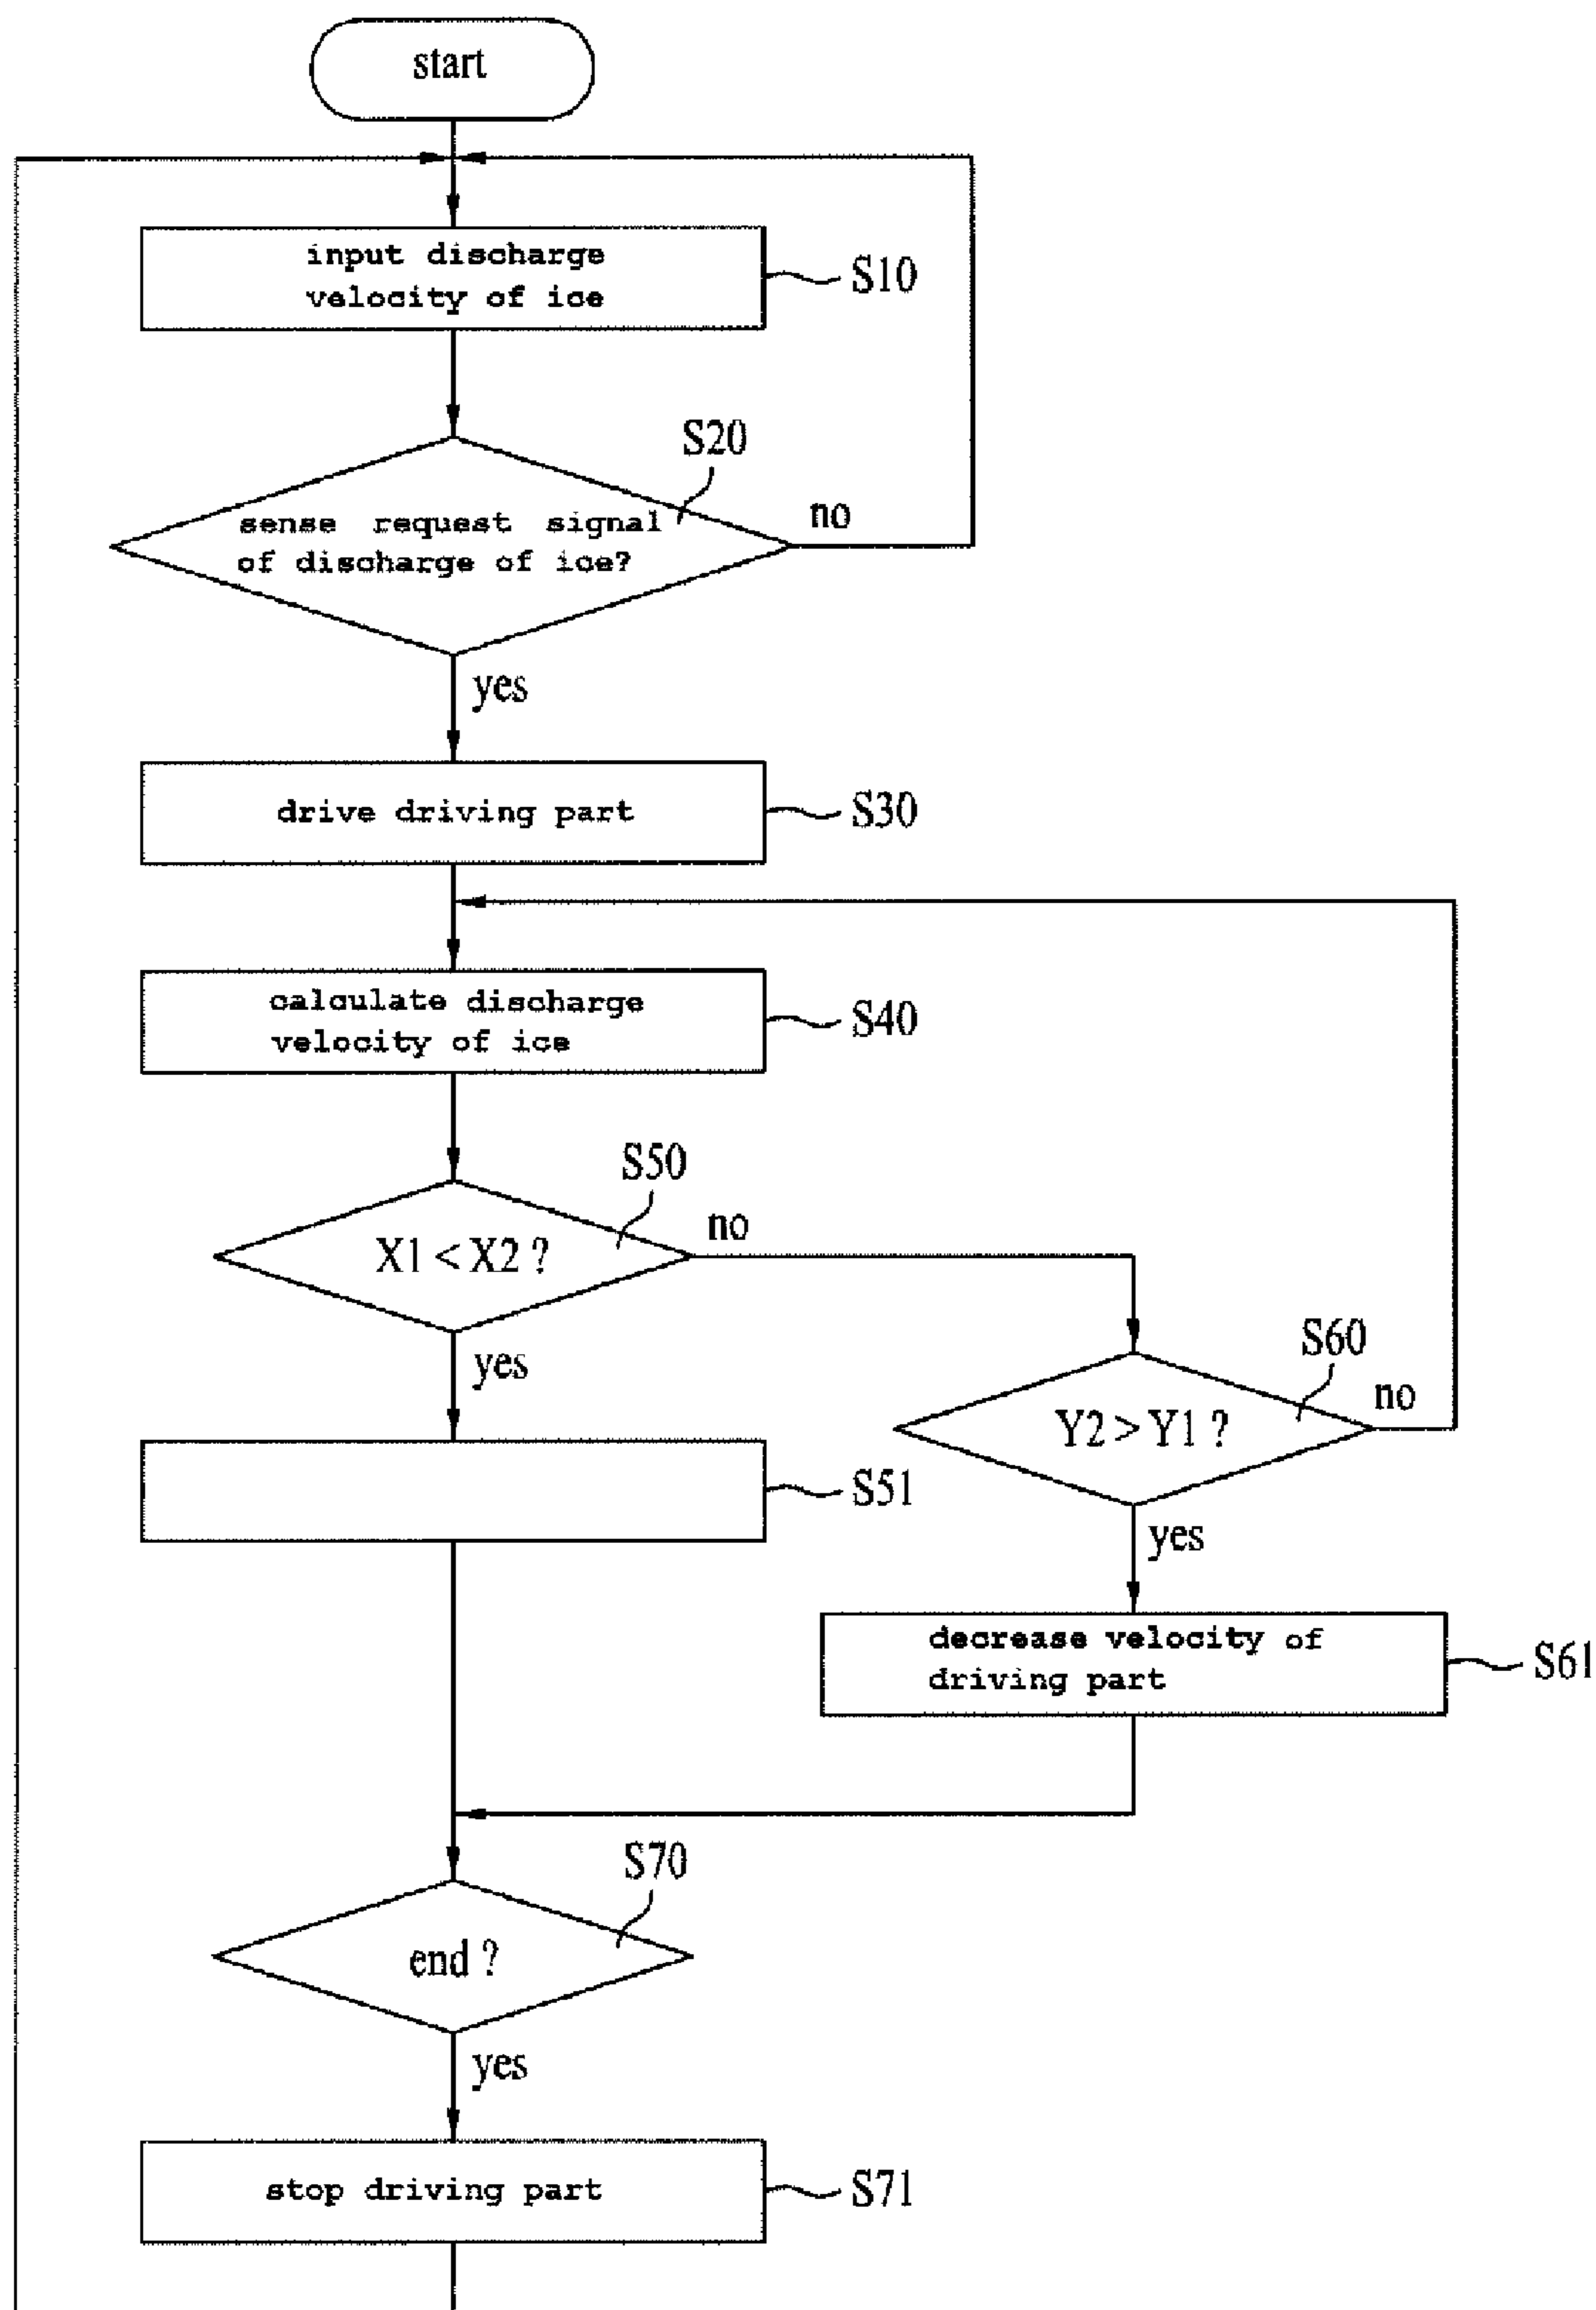 start
input discharge
velocity of ice
S10
S20
sense request signal
of discharge of ice?
no
yes
drive driving part
S30
calculate discharge
velocity of ice
S40
S50
X1 < X2 ?
no
yes
S60
Y2 > Y1 ?
no
S51
yes
decrease velocity of
driving part
S61
S70
end ?
yes
stop driving part
S71